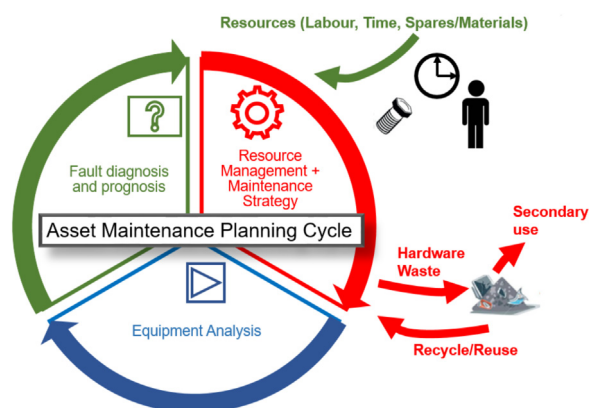 Resources (Labour, Time, Spares/Materials)
?
Fault diagnosis
and prognosis
Resource
Management +
Maintenance
Strategy
Asset Maintenance Planning Cycle
Secondary
use
Hardware
Waste
Equipment Analysis
Recycle/Reuse